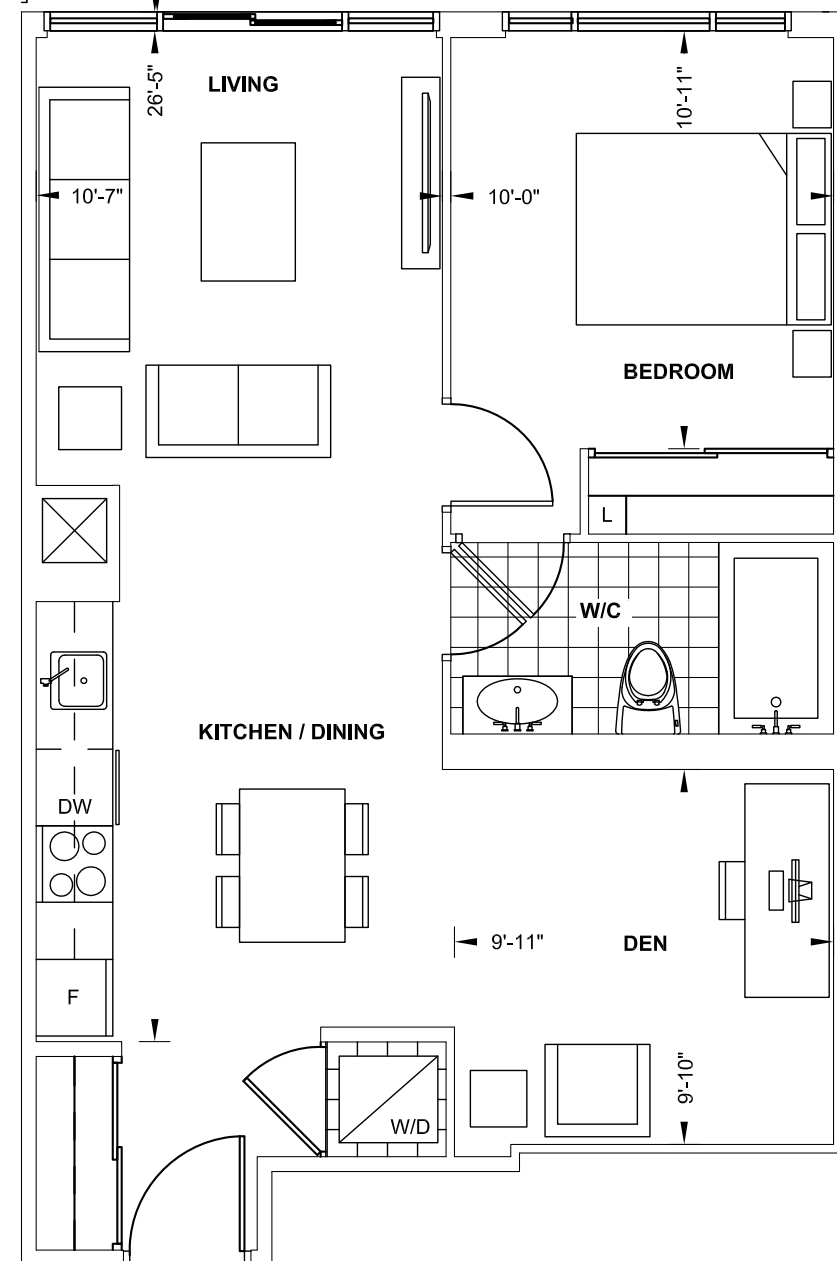 LIVING
26'-5"
10'-11"
10'-7"
10'-0"
BEDROOM
L
W/C
KITCHEN / DINING
DW
9'-11"
DEN
F
9'-10"
W/D